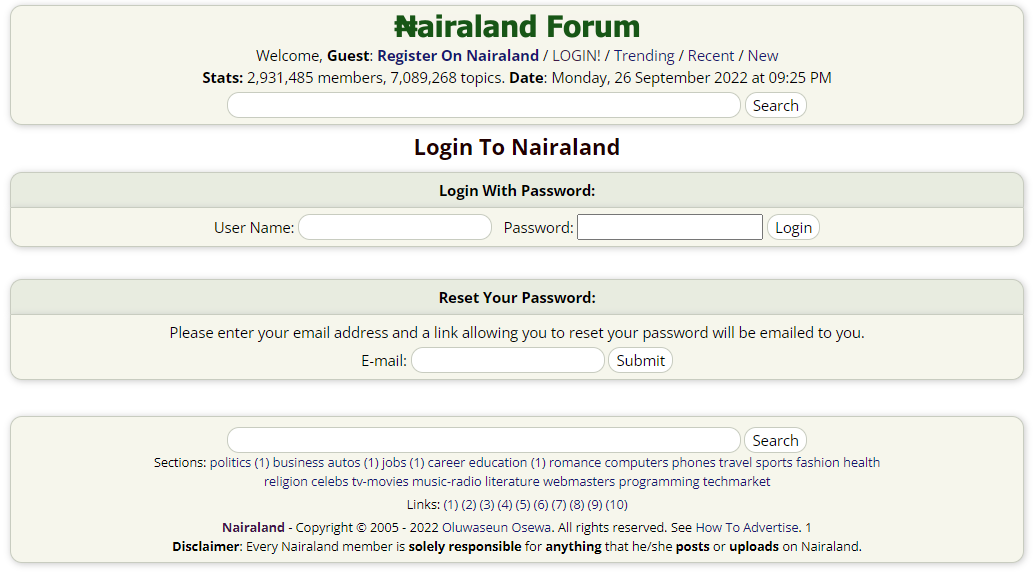 ₦airaland Forum
Welcome, Guest: Register On Nairaland / LOGIN! / Trending / Recent / New
Stats: 2,931,485 members, 7,089,268 topics. Date: Monday, 26 September 2022 at 09:25 PM
Search
Login To Nairaland
Login With Password:
User Name: Password: Login
Reset Your Password:
Please enter your email address and a link allowing you to reset your password will be emailed to you.
E-mail: Submit
Search
Sections: politics (1) business autos (1) jobs (1) career education (1) romance computers phones travel sports fashion health
religion celebs tv-movies music-radio literature webmasters programming techmarket
Links: (1) (2) (3) (4) (5) (6) (7) (8) (9) (10)
Nairaland - Copyright © 2005 - 2022 Oluwaseun Osewa. All rights reserved. See How To Advertise. 1
Disclaimer: Every Nairaland member is solely responsible for anything that he/she posts or uploads on Nairaland.